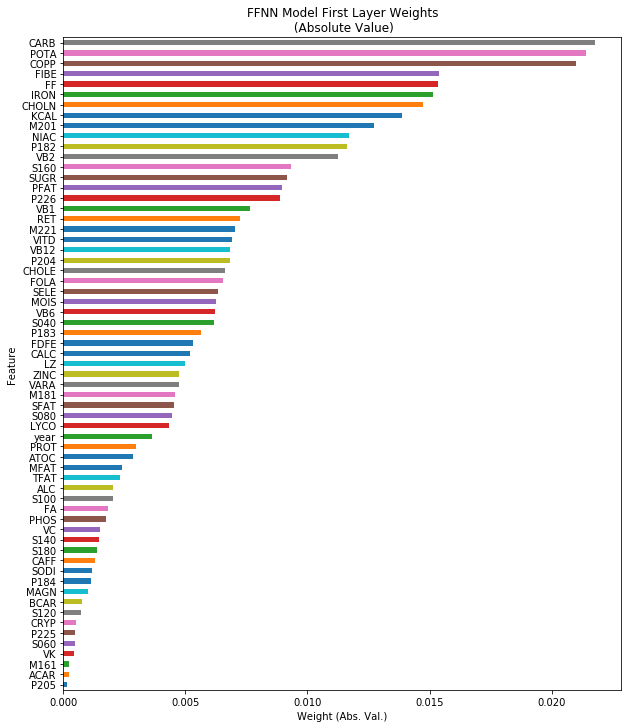 FFNN Model First Layer Weights
(Absolute Value)
CARB
POTA
COPP
FIBE
FF
IRON
CHOLN
KCAL
M201
NIAC
P182
VB2
S160
SUGR
PFAT
P226
VB1
RET
M221
VITD
VB12
P204
CHOLE
FOLA
SELE
MOIS
VB6
S040
P183
FDFE
CALC
LZ
ZINC
VARA
M181
SFAT
S080
LYCO
year
PROT
ATOC
MFAT
TFAT
ALC
S100
FA
PHOS
VC
S140
S180
CAFF
SODI
P184
MAGN
BCAR
S120
CRYP
P225
S060
VK
M161
ACAR
P205
Feature
0.000 0.005 0.010 0.015 0.020
Weight (Abs. Val.)